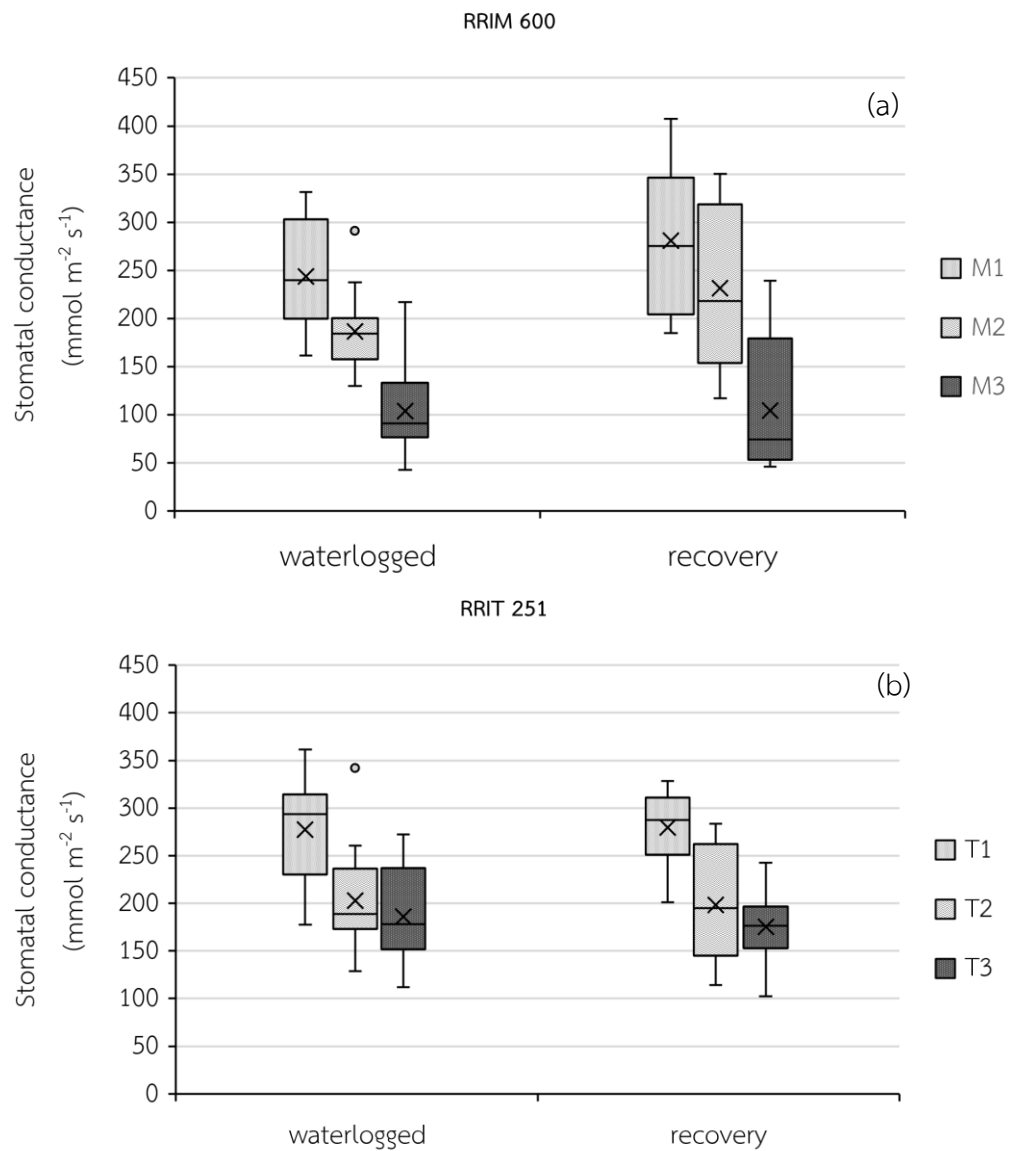 RRIM 600
(a)
Stomatal conductance
(mmol m-2 s-1)
450
400
350
300
250
200
150
100
50
0
M1
M2
M3
waterlogged
recovery
RRIT 251
(b)
Stomatal conductance
(mmol m-2 s-1)
450
400
350
300
250
200
150
100
50
0
T1
T2
T3
waterlogged
recovery